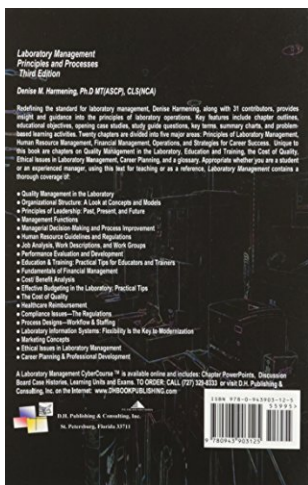 Laboratory Management
Principles and Processes
Third Edition
Denise M. Harmening, Ph.D MT(ASCP), CLS(NCA)
Redefining the standard for laboratory management, Denise Harmening, along with 31 contributors, provides
insight and guidance into the principles of laboratory operations. Key features include chapter outlines,
educational objectives, opening case studies, study guide questions, key terms, summary charts, and problem
based learning activities. Twenty chapters are divided into five major areas: Principles of Laboratory Management,
Human Resource Management, Financial Management, Operations, and Strategies for Career Success. Unique to
this book are chapters on Quality Management in the Laboratory, Education and Training, the Cost of Quality,
Ethical Issues in Laboratory Management, Career Planning, and a glossary. Appropriate whether you are a student
or an experienced manager, using this text for teaching or as a reference, Laboratory Management contains a
thorough coverage of:
Quality Management in the Laboratory
Organizational Structure: A Look at Concepts and Models
Principles of Leadership: Past, Present, and Future
Management Functions
Managerial Decision Making and Process Improvement
Human Resource Guidelines and Regulations
Job Analysis, Work Descriptions, and Work Groups
Performance Evaluation and Development
Education & Training: Practical Tips for Educators and Trainers
Fundamentals of Financial Management
Cost/ Benefit Analysis
Effective Budgeting in the Laboratory: Practical Tips
The Cost of Quality
Healthcare Reimbursement
Compliance Issues—The Regulations
Process Designs—Workflow & Staffing
Laboratory Information Systems: Flexibility is the Key to Modernization
Marketing Concepts
Ethical Issues in Laboratory Management
Career Planning & Professional Development
A Laboratory Management CyberCourse ™ is available online and includes: Chapter PowerPoints, Discussion
Board Case Histories, Learning Units and Exams. TO ORDER: CALL (727) 329-8333 or visit D.H. Publishing &
Consulting, Inc. on the Internet: www.DHBOOKPUBLISHING.com
D.H. Publishing & Consulting, Inc.
St. Petersburg, Florida 33711
ISBN 978-0-943903-12-5
55995>
9 780943 903125